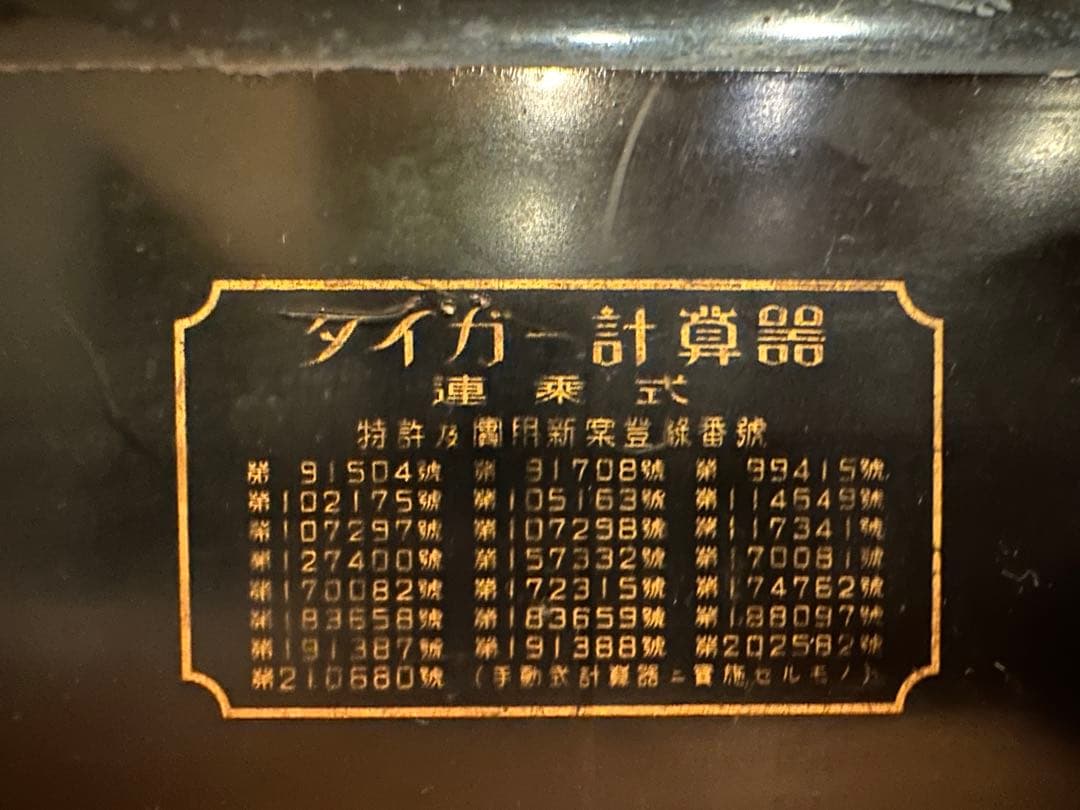 タイガー計算器
連乗式
特許及實用新案登錄番號
第 91504號 第 91708號 第 99415號
第102175號 第105163號 第114649號
第107297號 第107298號 第117341號
第127400號 第157332號 第170081號
第170082號 第172315號 第174762號
第183658號 第183659號 第188097號
第191387號 第191388號 第202582號
第210680號 (手動式計算器ニ實施セルモノ)